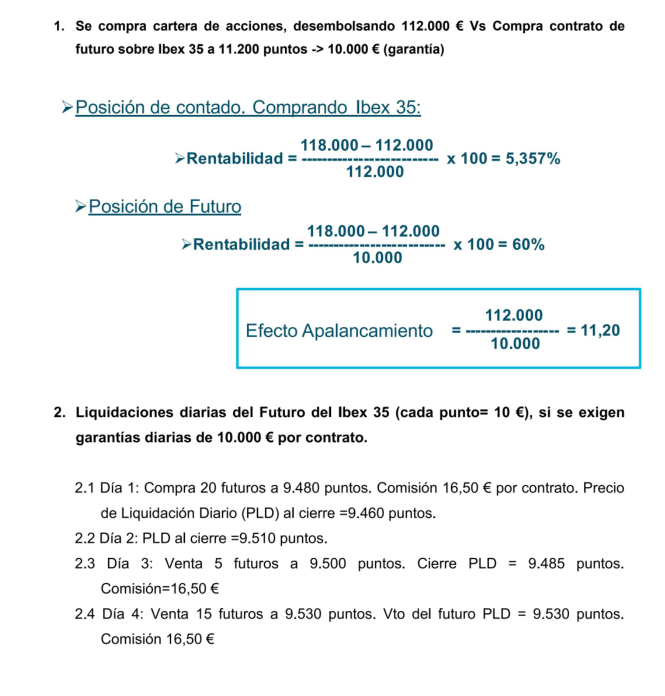 1. Se compra cartera de acciones, desembolsando 112.000 € Vs Compra contrato de
futuro sobre Ibex 35 a 11.200 puntos -> 10.000 € (garantía)
➢Posición de contado. Comprando Ibex 35:
118.000 – 112.000
➢Rentabilidad = --------------------------- x 100 = 5,357%
112.000
➢Posición de Futuro
118.000 – 112.000
➢Rentabilidad = --------------------------- x 100 = 60%
10.000
112.000
Efecto Apalancamiento = ------------------ = 11,20
10.000
2. Liquidaciones diarias del Futuro del Ibex 35 (cada punto= 10 €), si se exigen
garantías diarias de 10.000 € por contrato.
2.1 Día 1: Compra 20 futuros a 9.480 puntos. Comisión 16,50 € por contrato. Precio
de Liquidación Diario (PLD) al cierre =9.460 puntos.
2.2 Día 2: PLD al cierre =9.510 puntos.
2.3 Día 3: Venta 5 futuros a 9.500 puntos. Cierre PLD = 9.485 puntos.
Comisión=16,50 €
2.4 Día 4: Venta 15 futuros a 9.530 puntos. Vto del futuro PLD = 9.530 puntos.
Comisión 16,50 €